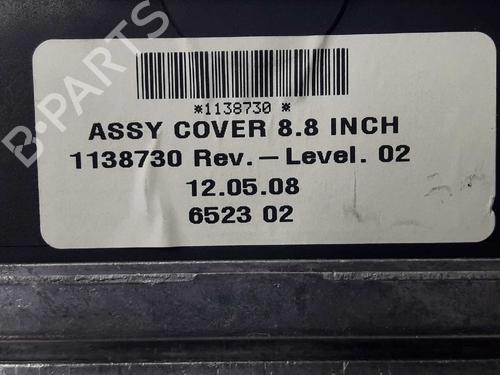 B-PARTS
*1138730 *
ASSY COVER 8.8 INCH
1138730 Rev.-Level. 02
12.05.08
6523 02